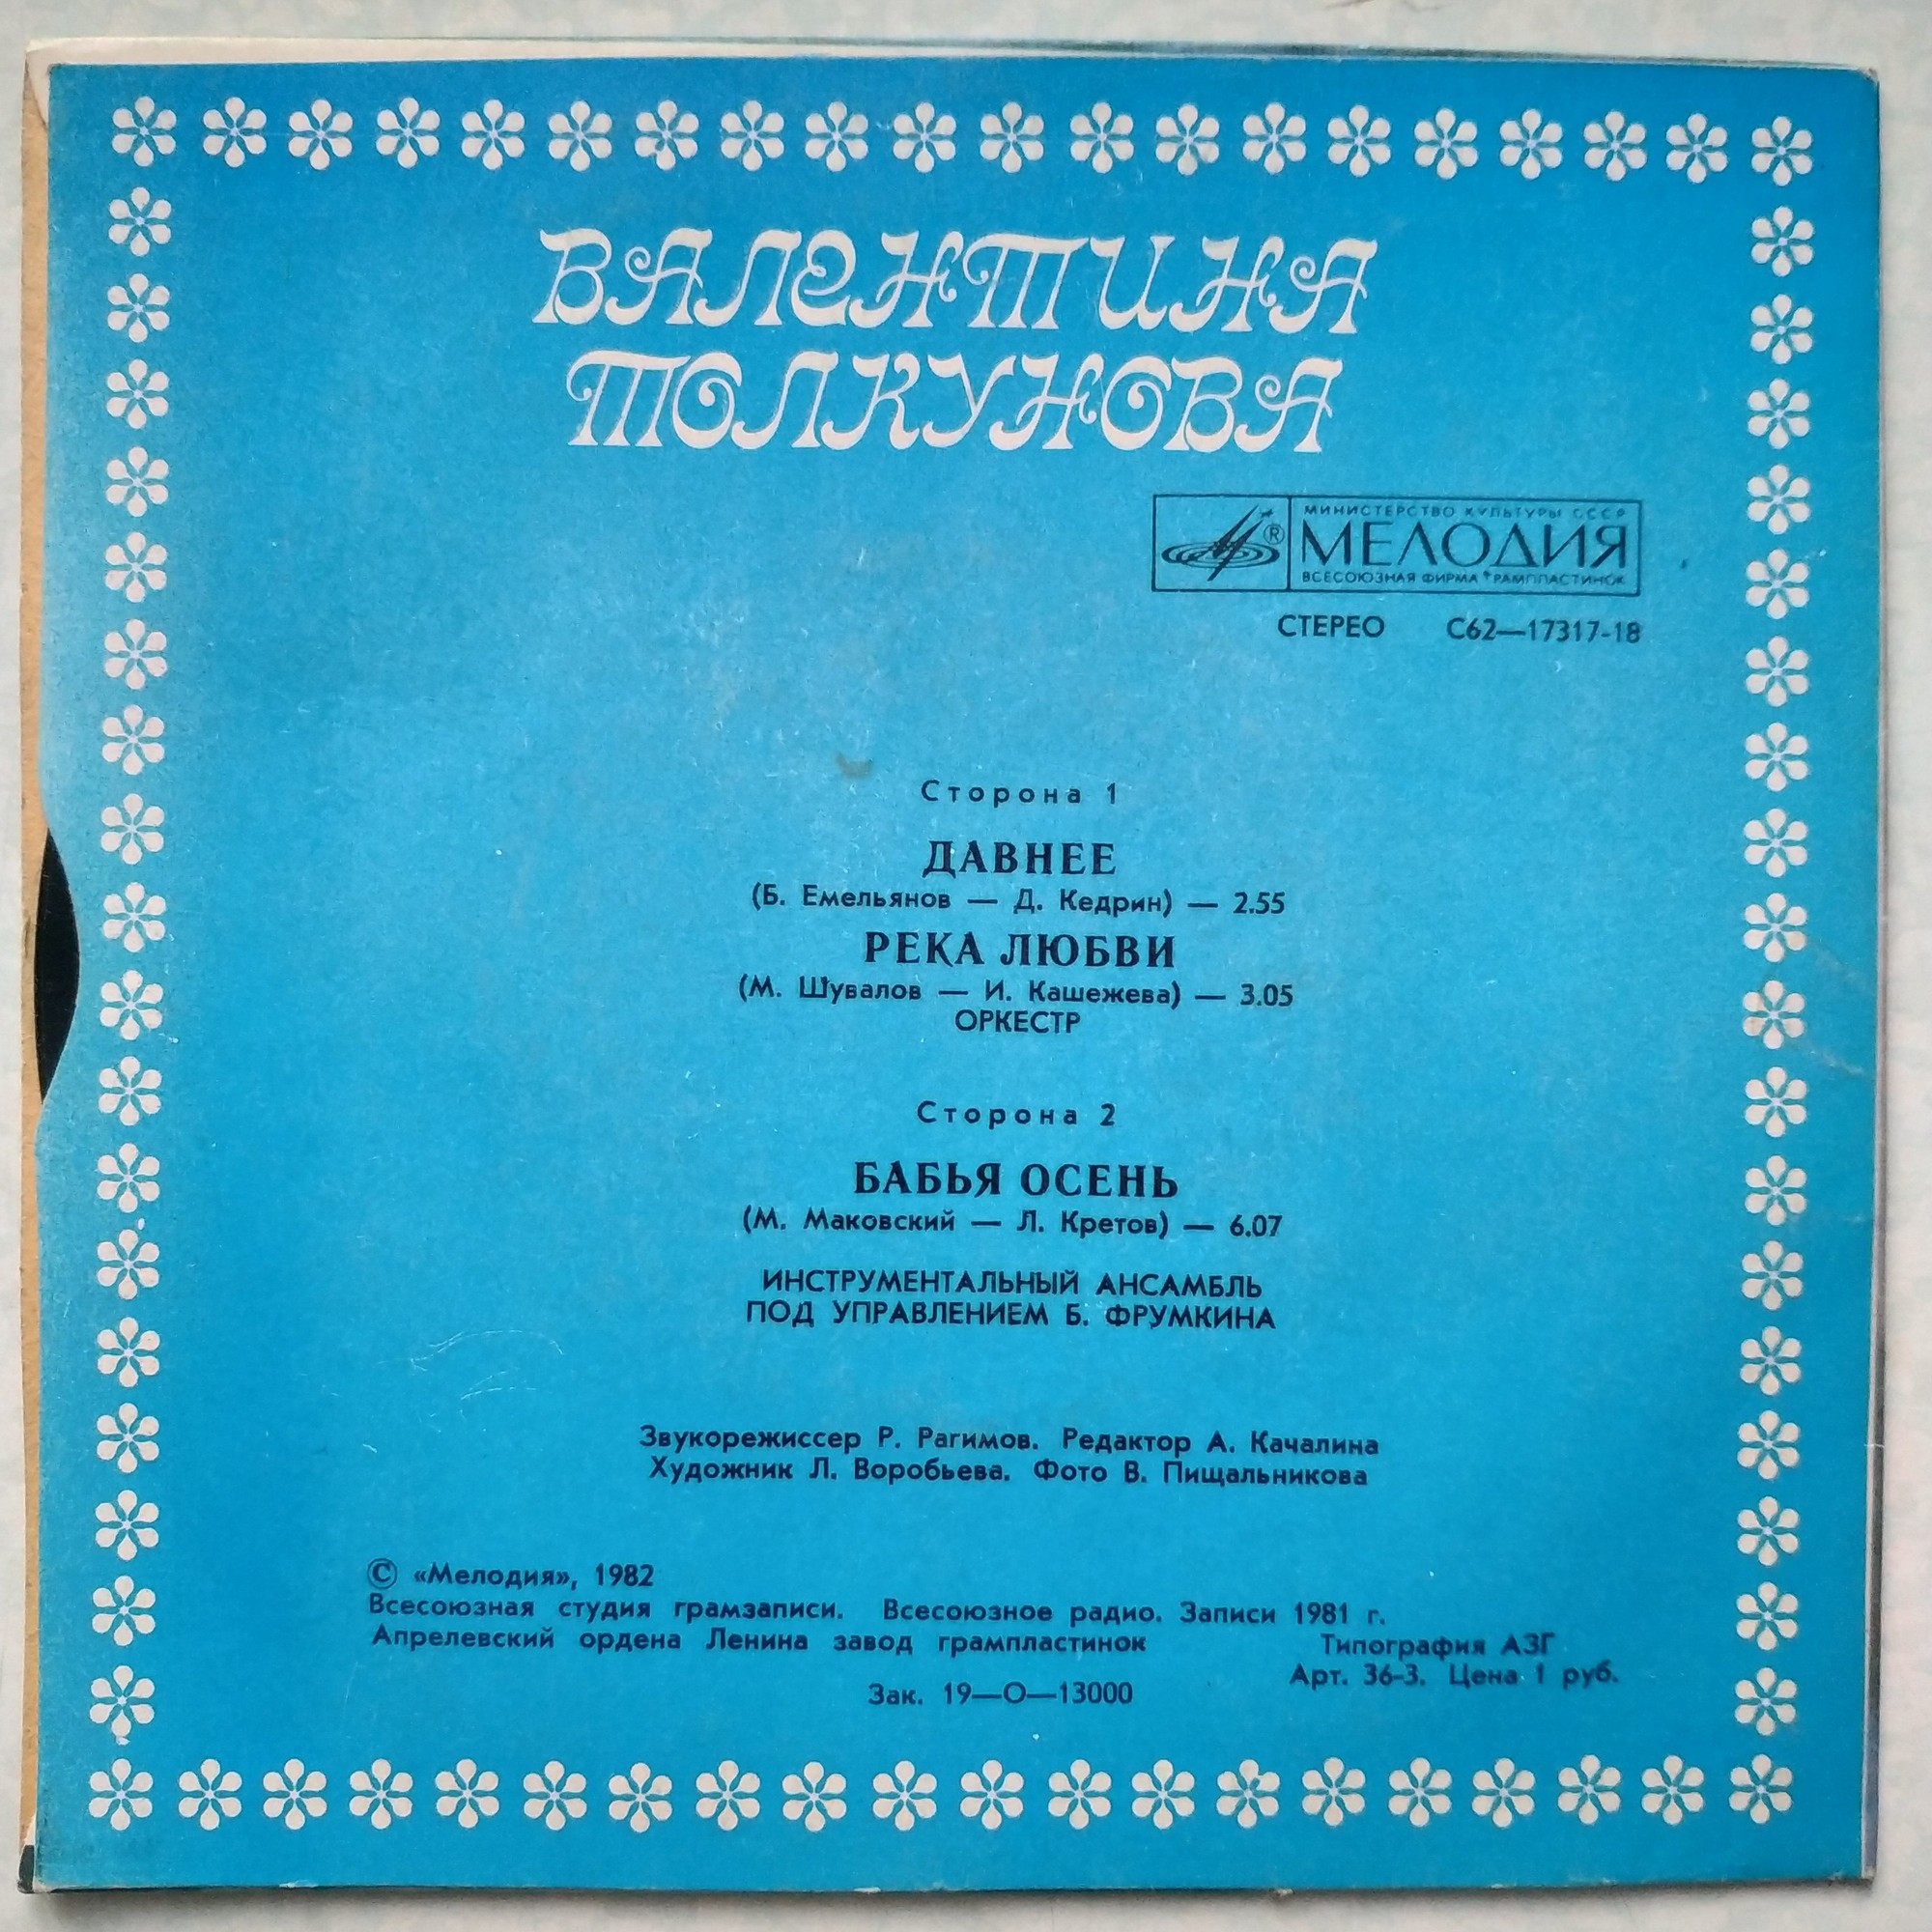 ВАЛЕНТИНА
ТОЛКУНОВА
МИНИСТЕРСТВО КУЛЬТУРЫ СССР
МЕЛОДИЯ
®
ВСЕСОЮЗНАЯ ФИРМА ГРАМПЛАСТИНОК
СТЕРЕО С62—17317-18
Сторона 1
ДАВНЕЕ
(Б. Емельянов — Д. Кедрин) — 2.55
РЕКА ЛЮБВИ
(М. Шувалов — И. Кашежева) — 3.05
ОРКЕСТР
Сторона 2
БАБЬЯ ОСЕНЬ
(М. Маковский — Л. Кретов) — 6.07
ИНСТРУМЕНТАЛЬНЫЙ АНСАМБЛЬ
ПОД УПРАВЛЕНИЕМ Б. ФРУМКИНА
Звукорежиссер Р. Рагимов. Редактор А. Качалина
Художник Л. Воробьева. Фото В. Пищальникова
© «Мелодия», 1982
Всесоюзная студия грамзаписи. Всесоюзное радио. Записи 1981 г.
Апрелевский ордена Ленина завод грампластинок Типография АЗГ
Арт. 36-3. Цена 1 руб.
Зак. 19—О—13000